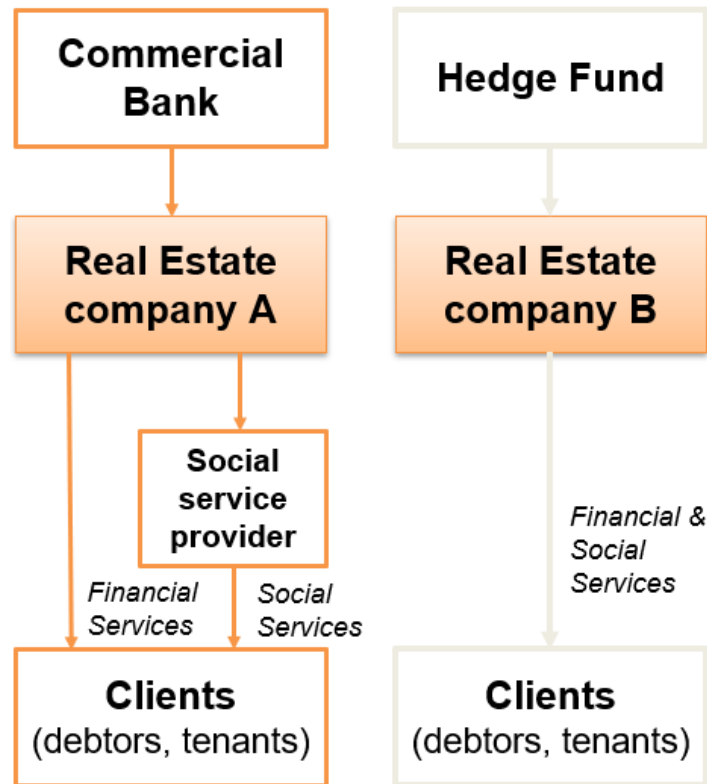 Commercial
Bank
Hedge Fund
Real Estate
company A
Real Estate
company B
Social
service
provider
Financial &
Social
Services
Financial
Services
Social
Services
Clients
(debtors, tenants)
Clients
(debtors, tenants)